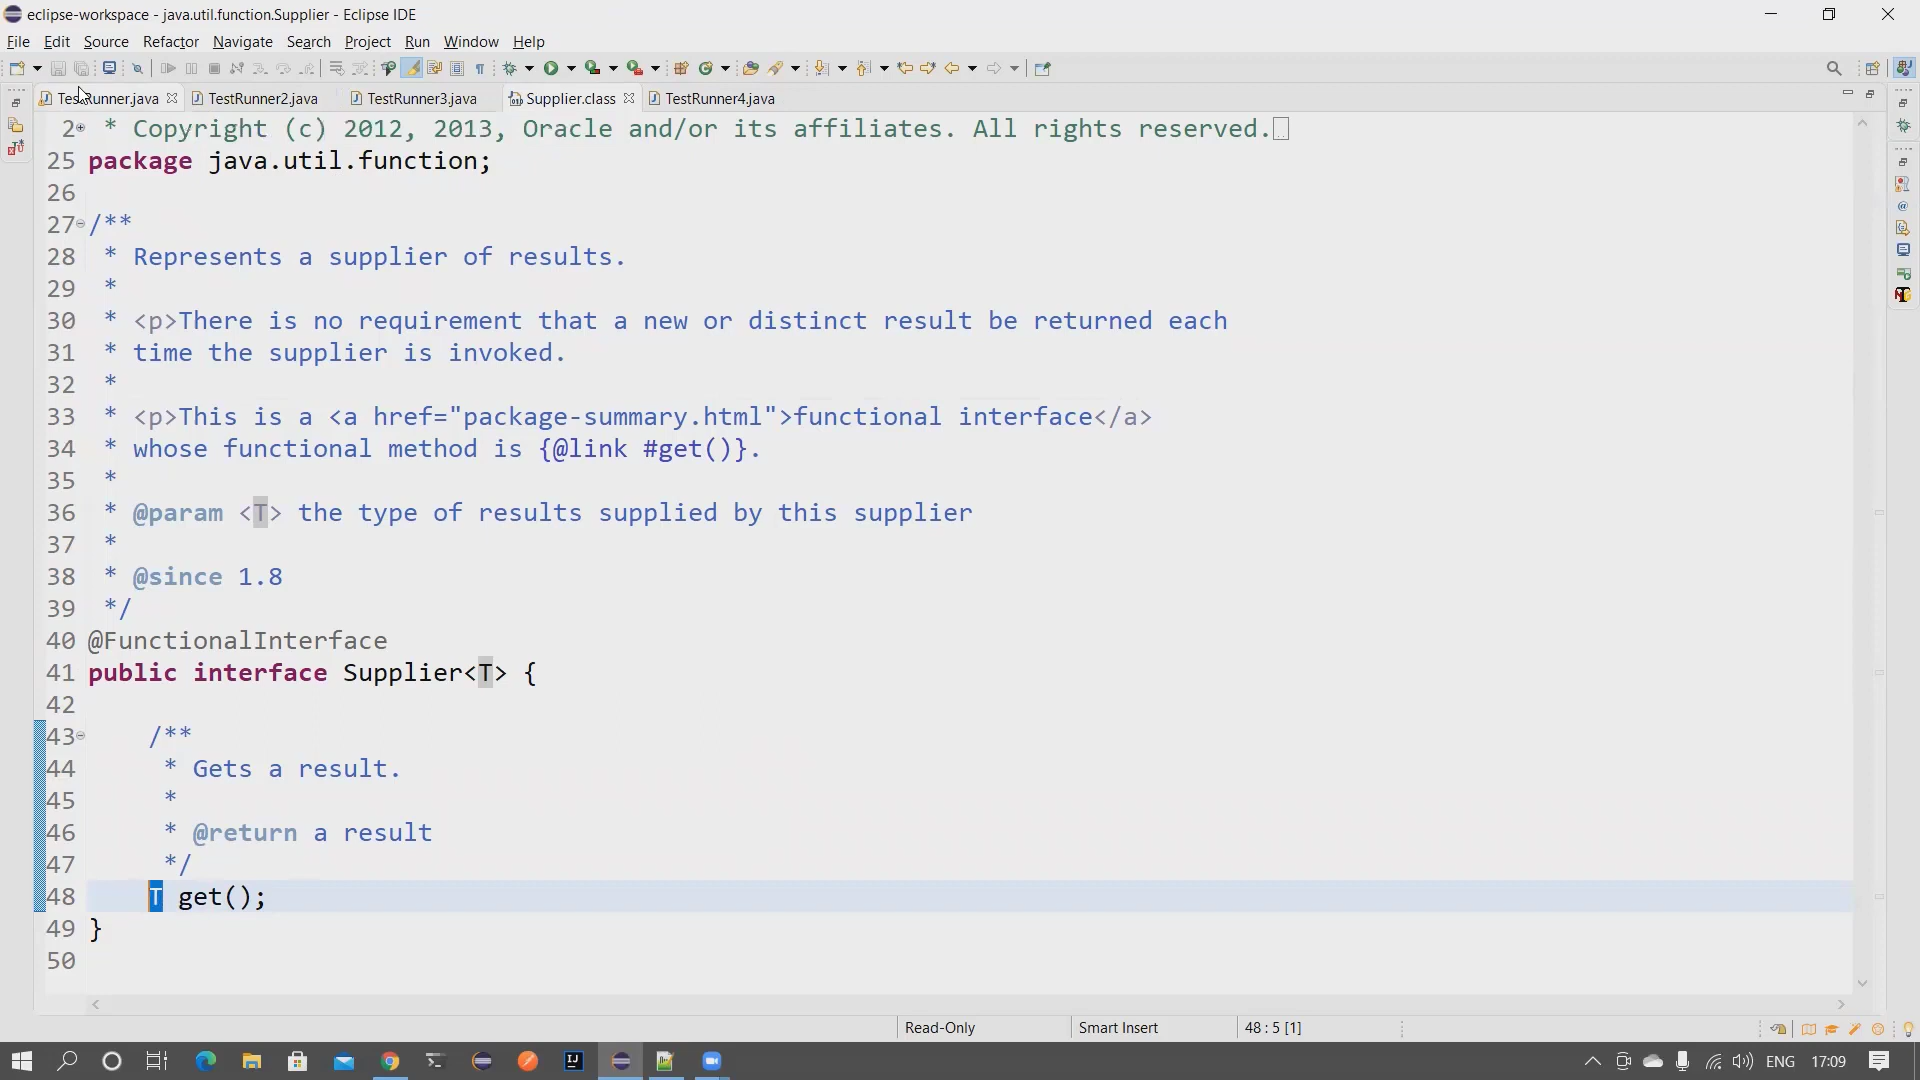 eclipse-workspace - java.util.function.Supplier - Eclipse IDE
File Edit Source Refactor Navigate Search Project Run Window Help
TestRunner.java TestRunner2.java TestRunner3.java Supplier.class TestRunner4.java
2 * Copyright (c) 2012, 2013, Oracle and/or its affiliates. All rights reserved.
25 package java.util.function;
26
27 /**
28 * Represents a supplier of results.
29 *
30 * <p>There is no requirement that a new or distinct result be returned each
31 * time the supplier is invoked.
32 *
33 * <p>This is a <a href="package-summary.html">functional interface</a>
34 * whose functional method is {@link #get()}.
35 *
36 * @param <T> the type of results supplied by this supplier
37 *
38 * @since 1.8
39 */
40 @FunctionalInterface
41 public interface Supplier<T> {
42
43 /**
44 * Gets a result.
45 *
46 * @return a result
47 */
48 T get();
49 }
50
Read-Only Smart Insert 48 : 5 [1]
ENG 17:09